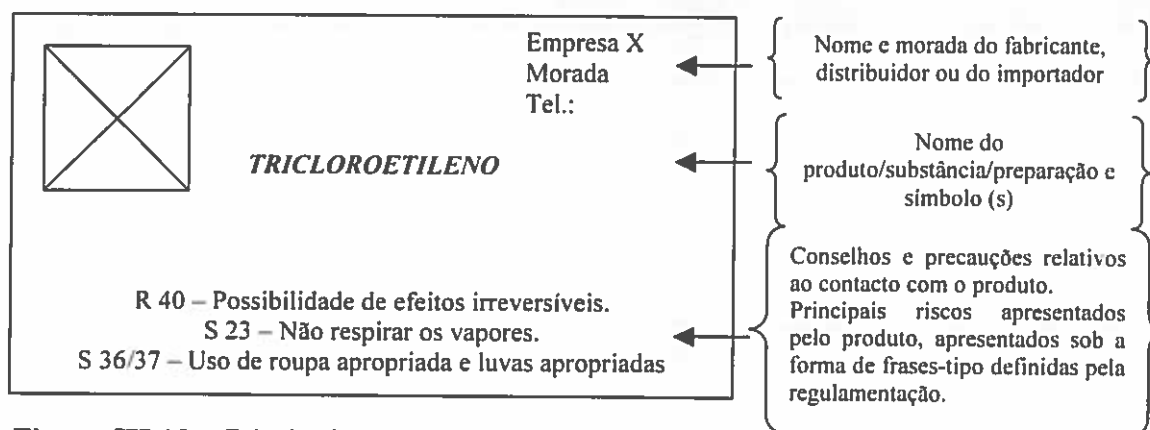 Empresa X
Morada
Tel.:
Nome e morada do fabricante,
distribuidor ou do importador
TRICLOROETILENO
Nome do
produto/substância/preparação e
símbolo (s)
R 40 – Possibilidade de efeitos irreversíveis.
S 23 – Não respirar os vapores.
S 36/37 – Uso de roupa apropriada e luvas apropriadas
Conselhos e precauções relativos
ao contacto com o produto.
Principais riscos apresentados
pelo produto, apresentados sob a
forma de frases-tipo definidas pela
regulamentação.